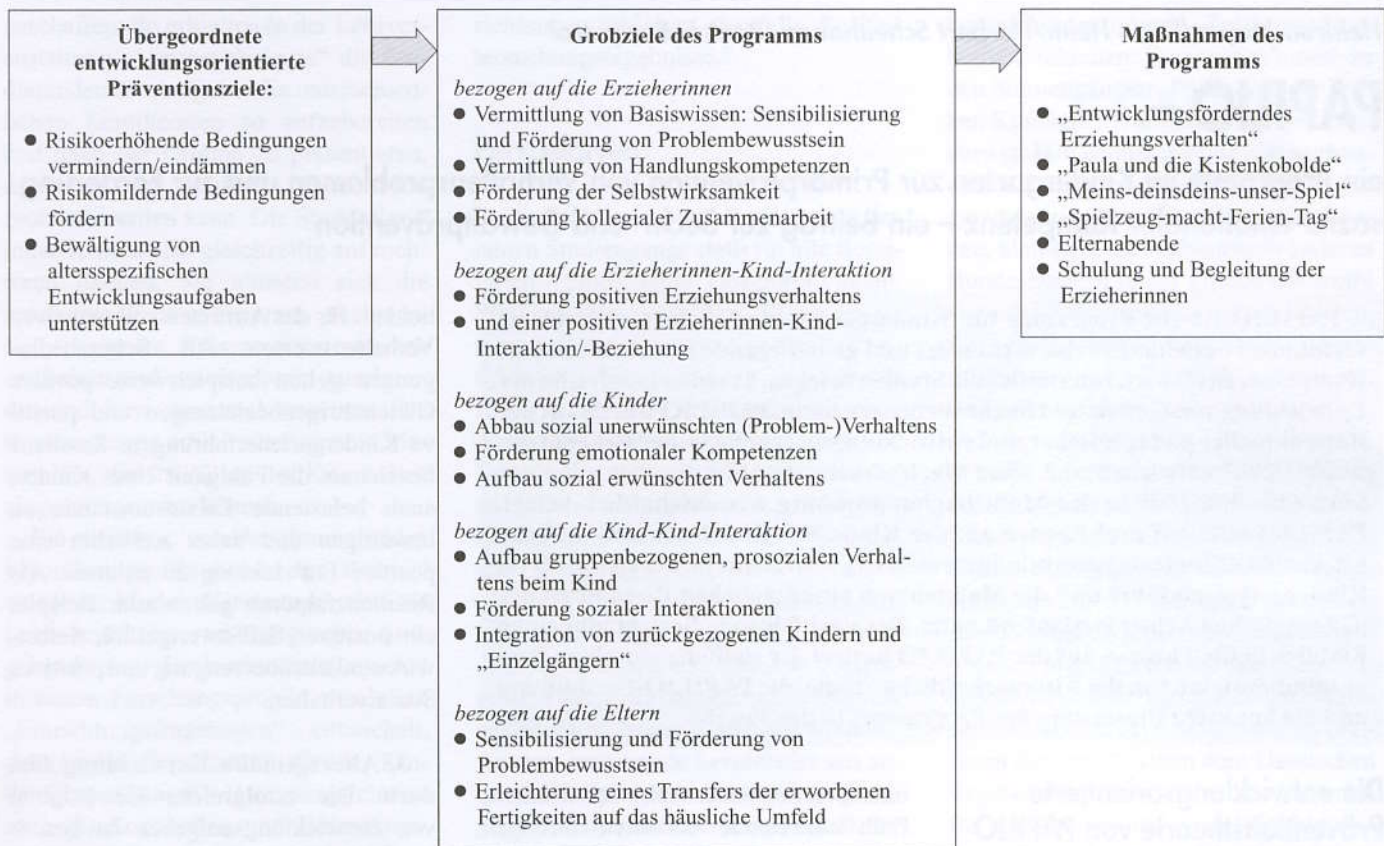 Übergordnete
entwicklungsorientierte
Präventionsziele:
● Risikoerhöhende Bedingungen
vermindern/eindämmen
● Risikomildernde Bedingungen
fördern
● Bewältigung von
altersspezifischen
Entwicklungsaufgaben
unterstützen
Grobziele des Programms
bezogen auf die Erzieherinnen
● Vermittlung von Basiswissen: Sensibilisierung
und Förderung von Problembewusstsein
● Vermittlung von Handlungskompetenzen
● Förderung der Selbstwirksamkeit
● Förderung kollegialer Zusammenarbeit
bezogen auf die Erzieherinnen-Kind-Interaktion
● Förderung positiven Erziehungsverhaltens
● und einer positiven Erzieherinnen-Kind-
Interaktion/-Beziehung
bezogen auf die Kinder
● Abbau sozial unerwünschten (Problem-)Verhaltens
● Förderung emotionaler Kompetenzen
● Aufbau sozial erwünschten Verhaltens
bezogen auf die Kind-Kind-Interaktion
● Aufbau gruppenbezogenen, prosozialen Verhal-
tens beim Kind
● Förderung sozialer Interaktionen
● Integration von zurückgezogenen Kindern und
„Einzelgängern“
bezogen auf die Eltern
● Sensibilisierung und Förderung von
Problembewusstsein
● Erleichterung eines Transfers der erworbenen
Fertigkeiten auf das häusliche Umfeld
Maßnahmen des
Programms
● „Entwicklungsförderndes
Erziehungsverhalten“
● „Paula und die Kistenkobolde“
● „Meins-deinsdeins-unser-Spiel“
● „Spielzeug-macht-Ferien-Tag“
● Elternabende
● Schulung und Begleitung der
Erzieherinnen